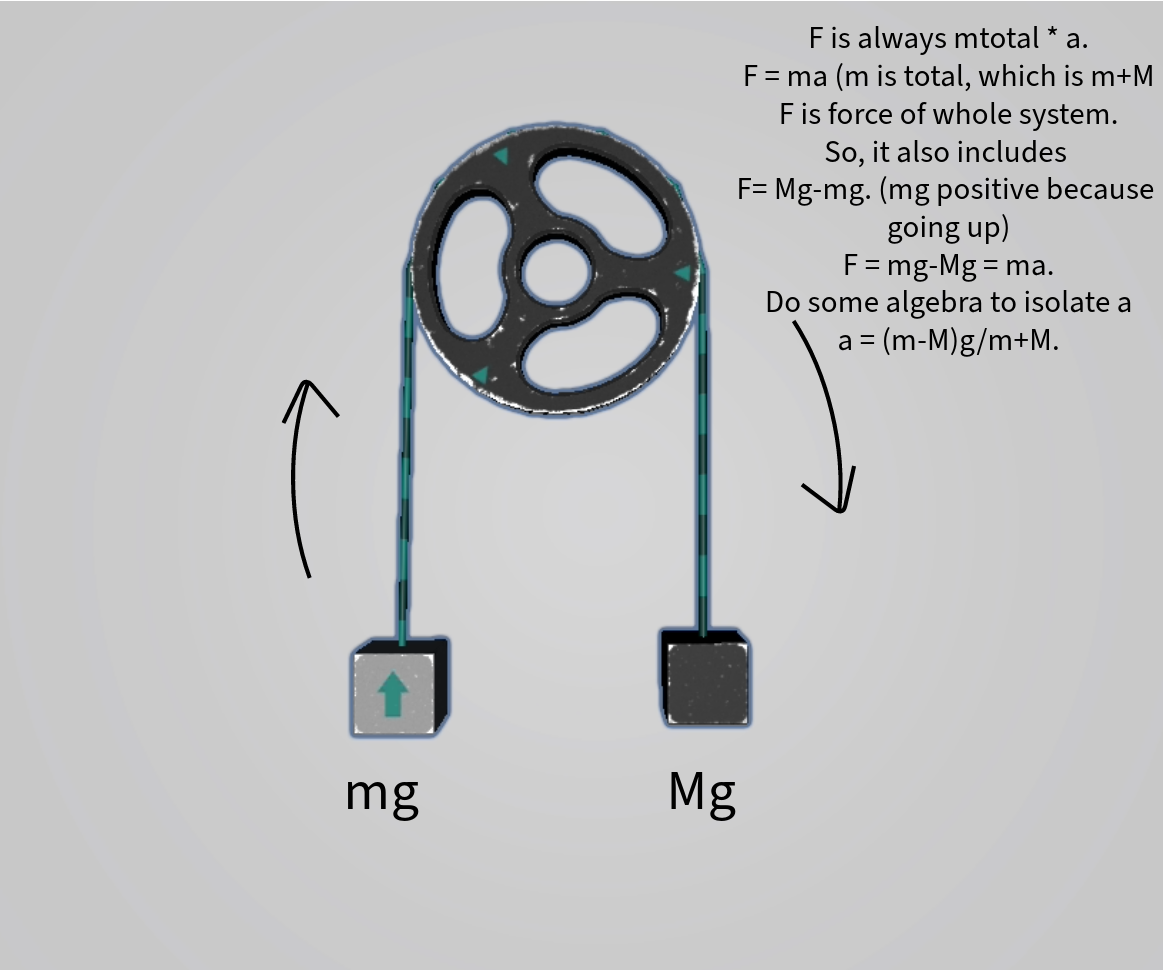 F is always mtotal * a.
F = ma (m is total, which is m+M
F is force of whole system.
So, it also includes
F= Mg-mg. (mg positive because
going up)
F = mg-Mg = ma.
Do some algebra to isolate a
a = (m-M)g/m+M.
mg
Mg